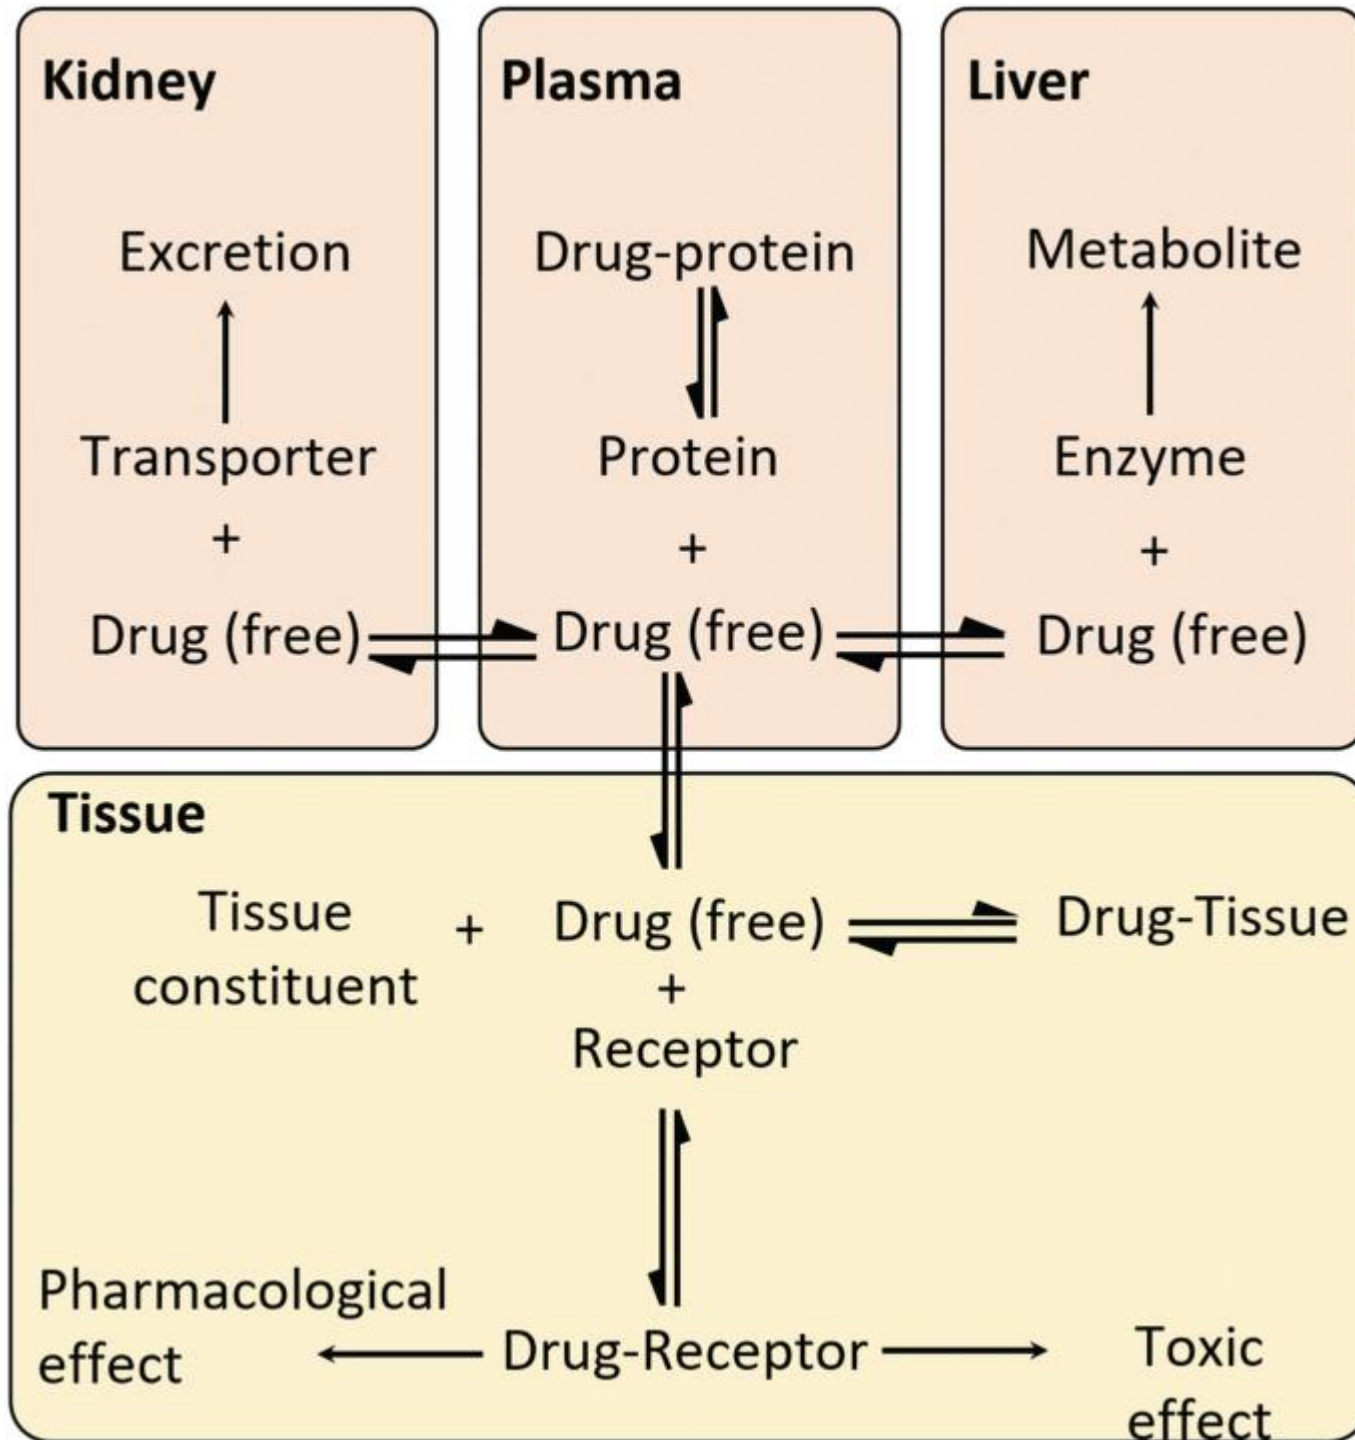 Kidney
Excretion
Transporter
+
Drug (free)
Plasma
Drug-protein
Protein
+
Drug (free)
Liver
Metabolite
Enzyme
+
Drug (free)
Tissue
Tissue
constituent
+
Drug (free)
Drug-Tissue
+
Receptor
Pharmacological
effect
Drug-Receptor
Toxic
effect